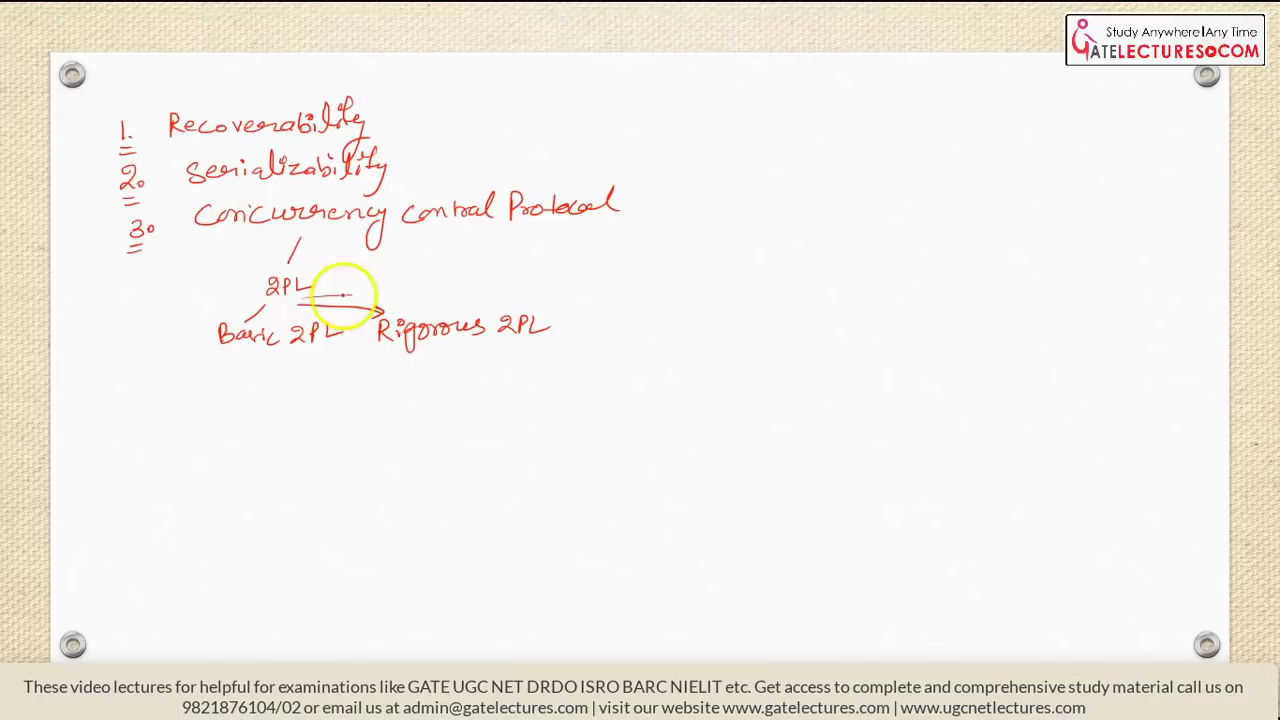 Study Anywhere|Any Time
GATELECTURES.COM
1. Recoverability
2. Serializability
3. Concurrency Control Protocol
2PL
Basic 2PL Rigorous 2PL
These video lectures for helpful for examinations like GATE UGC NET DRDO ISRO BARC NIELIT etc. Get access to complete and comprehensive study material call us on
9821876104/02 or email us at admin@gatelectures.com | visit our website www.gatelectures.com | www.ugcnetlectures.com